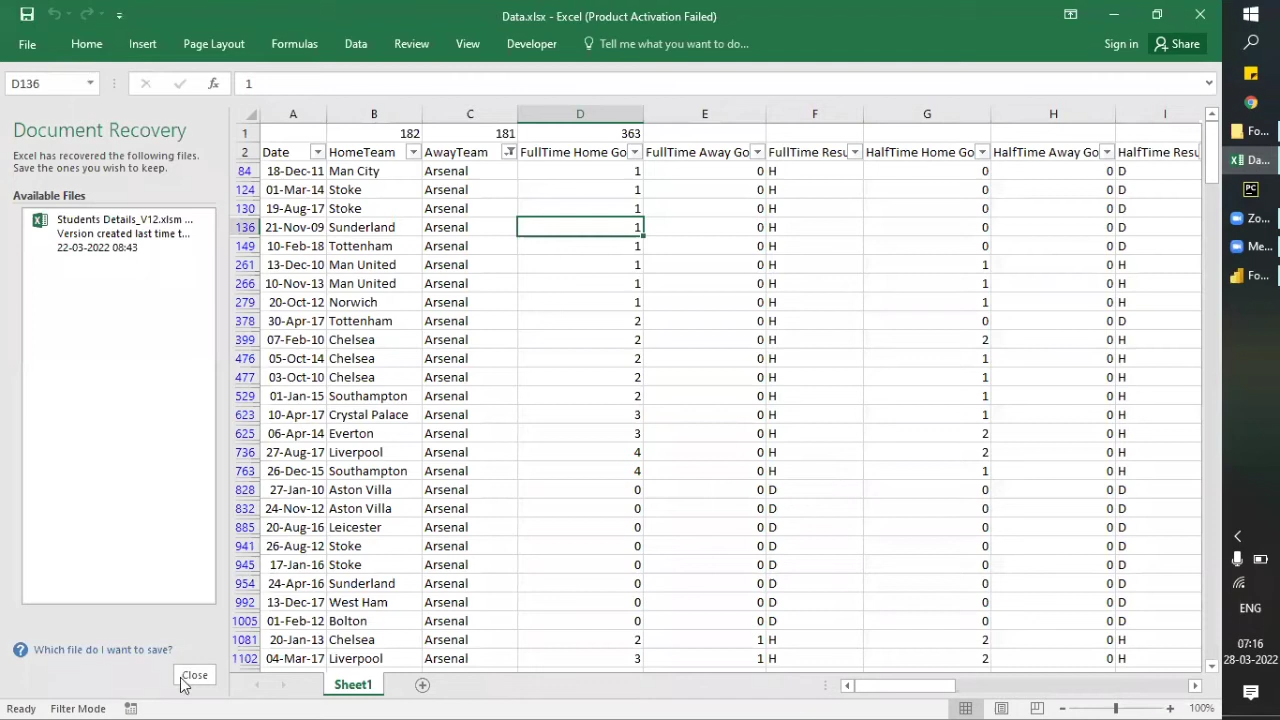 Data.xlsx - Excel (Product Activation Failed)
File Home Insert Page Layout Formulas Data Review View Developer Tell me what you want to do... Sign in Share
D136 fx 1
Document Recovery
Excel has recovered the following files.
Save the ones you wish to keep.
Available Files
Students Details_V12.xlsm ...
Version created last time t...
22-03-2022 08:43
Which file do I want to save?
Close
A B C D E F G H I
1 182 181 363
2 Date HomeTeam AwayTeam FullTime Home Go FullTime Away Go FullTime Resu HalfTime Home Go HalfTime Away Go HalfTime Resu
84 18-Dec-11 Man City Arsenal 1 0 H 0 0 D
124 01-Mar-14 Stoke Arsenal 1 0 H 0 0 D
130 19-Aug-17 Stoke Arsenal 1 0 H 0 0 D
136 21-Nov-09 Sunderland Arsenal 1 0 H 0 0 D
149 10-Feb-18 Tottenham Arsenal 1 0 H 0 0 D
261 13-Dec-10 Man United Arsenal 1 0 H 1 0 H
266 10-Nov-13 Man United Arsenal 1 0 H 1 0 H
279 20-Oct-12 Norwich Arsenal 1 0 H 1 0 H
378 30-Apr-17 Tottenham Arsenal 2 0 H 0 0 D
399 07-Feb-10 Chelsea Arsenal 2 0 H 2 0 H
476 05-Oct-14 Chelsea Arsenal 2 0 H 1 0 H
477 03-Oct-10 Chelsea Arsenal 2 0 H 1 0 H
529 01-Jan-15 Southampton Arsenal 2 0 H 1 0 H
623 10-Apr-17 Crystal Palace Arsenal 3 0 H 1 0 H
625 06-Apr-14 Everton Arsenal 3 0 H 2 0 H
736 27-Aug-17 Liverpool Arsenal 4 0 H 2 0 H
763 26-Dec-15 Southampton Arsenal 4 0 H 1 0 H
828 27-Jan-10 Aston Villa Arsenal 0 0 D 0 0 D
832 24-Nov-12 Aston Villa Arsenal 0 0 D 0 0 D
885 20-Aug-16 Leicester Arsenal 0 0 D 0 0 D
941 26-Aug-12 Stoke Arsenal 0 0 D 0 0 D
945 17-Jan-16 Stoke Arsenal 0 0 D 0 0 D
954 24-Apr-16 Sunderland Arsenal 0 0 D 0 0 D
992 13-Dec-17 West Ham Arsenal 0 0 D 0 0 D
1005 01-Feb-12 Bolton Arsenal 0 0 D 0 0 D
1081 20-Jan-13 Chelsea Arsenal 2 1 H 2 0 H
1102 04-Mar-17 Liverpool Arsenal 3 1 H 2 0 H
Sheet1
Ready Filter Mode 100%
Fo...
Da...
PC
Zo...
Me...
Fo...
ENG
07:16
28-03-2022